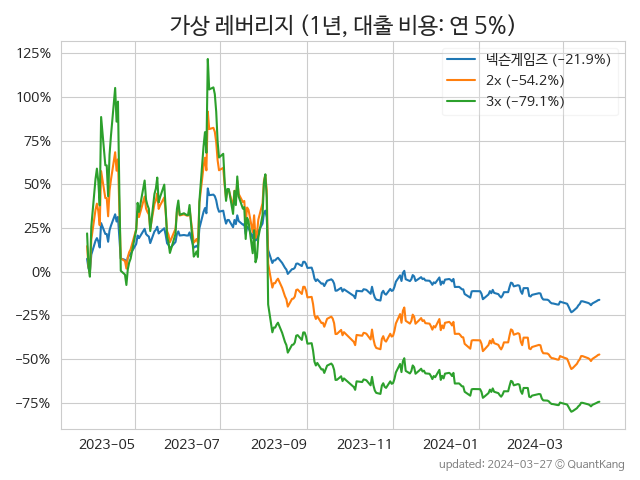 가상 레버리지 (1년, 대출 비용: 연 5%)
125%
100%
75%
50%
25%
0%
−25%
−50%
−75%
넥슨게임즈 (−21.9%)
2x (−54.2%)
3x (−79.1%)
2023-05 2023-07 2023-09 2023-11 2024-01 2024-03
updated: 2024-03-27 © QuantKang